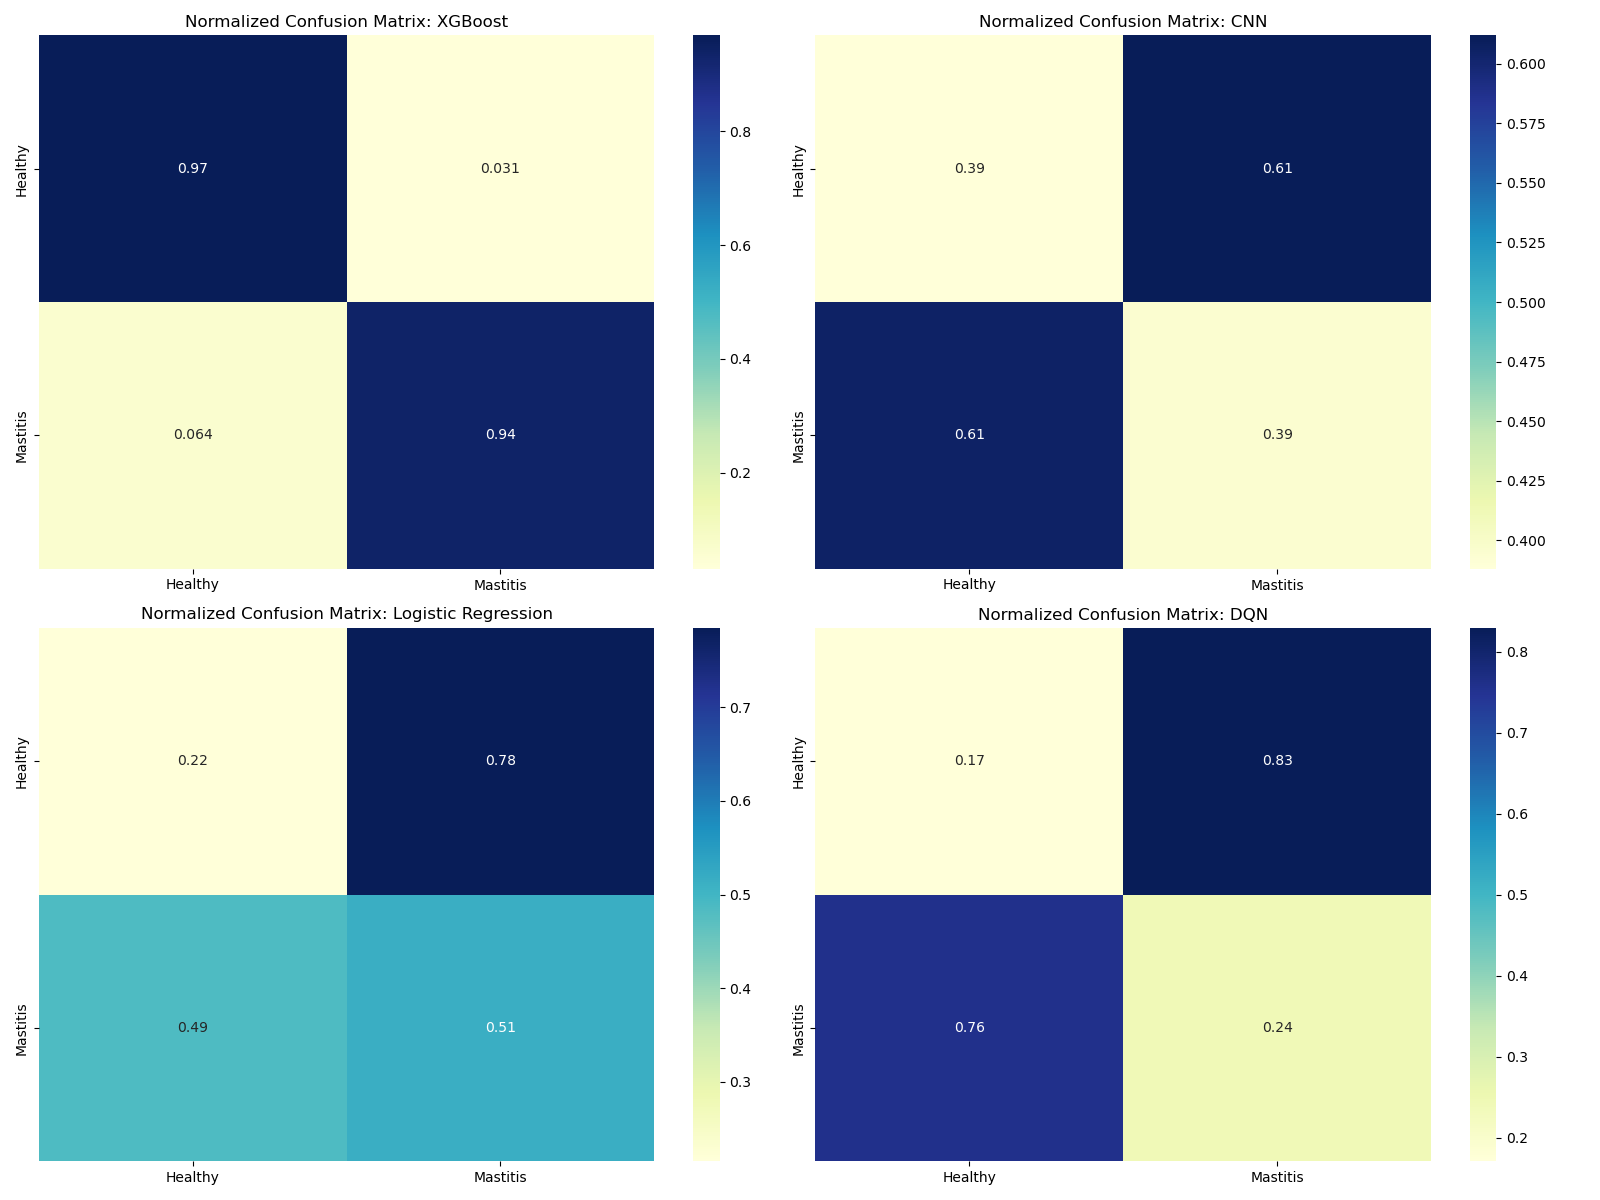 Normalized Confusion Matrix: XGBoost
Healthy
Mastitis
0.97
0.031
0.064
0.94
Healthy
Mastitis
0.8
0.6
0.4
0.2
Normalized Confusion Matrix: CNN
Healthy
Mastitis
0.39
0.61
0.61
0.39
Healthy
Mastitis
0.600
0.575
0.550
0.525
0.500
0.475
0.450
0.425
0.400
Normalized Confusion Matrix: Logistic Regression
Healthy
Mastitis
0.22
0.78
0.49
0.51
Healthy
Mastitis
0.7
0.6
0.5
0.4
0.3
Normalized Confusion Matrix: DQN
Healthy
Mastitis
0.17
0.83
0.76
0.24
Healthy
Mastitis
0.8
0.7
0.6
0.5
0.4
0.3
0.2